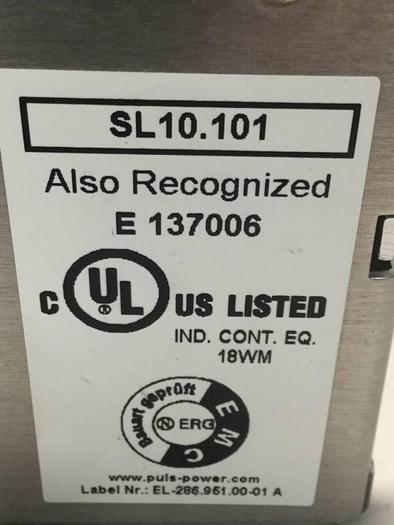 SL10.101
Also Recognized
E 137006
C UL ® US LISTED
IND. CONT. EQ.
18WM
Bauart geprüft EMC
N ERG
www.puls-power.com
Label Nr.: EL-286.951.00-01 A